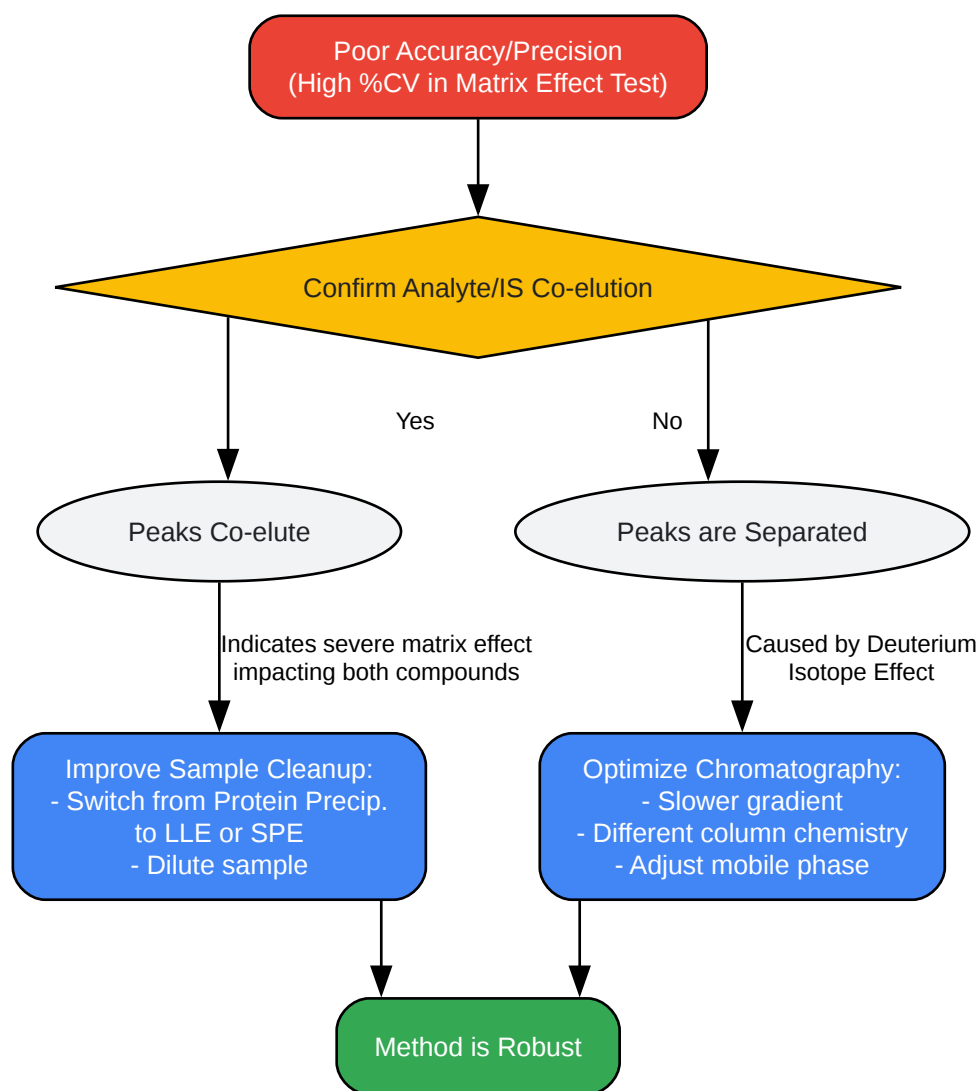 Poor Accuracy/Precision
(High %CV in Matrix Effect Test)
Confirm Analyte/IS Co-elution
Yes
No
Peaks Co-elute
Peaks are Separated
Indicates severe matrix effect
impacting both compounds
Caused by Deuterium
Isotope Effect
Improve Sample Cleanup:
- Switch from Protein Precip.
to LLE or SPE
- Dilute sample
Optimize Chromatography:
- Slower gradient
- Different column chemistry
- Adjust mobile phase
Method is Robust